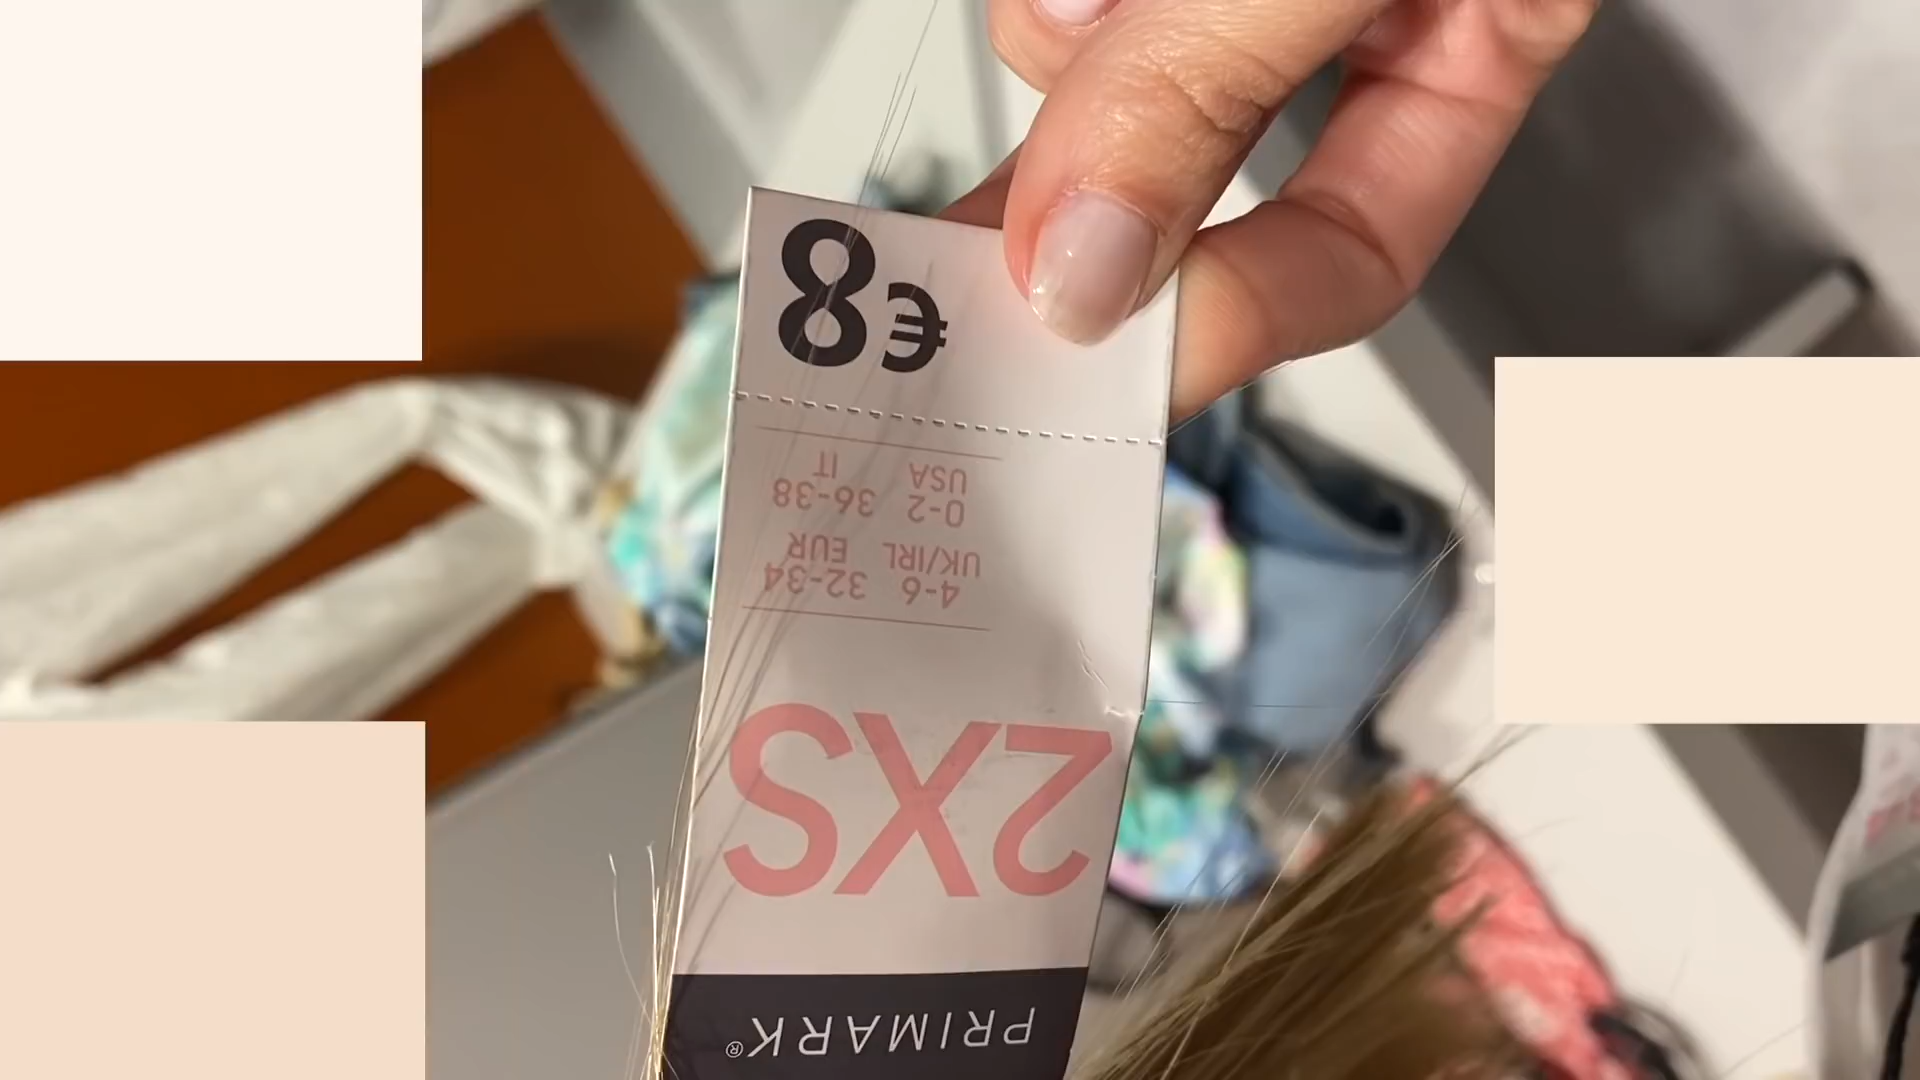 PRIMARK®
2XS
4-6 32-34
UK/IRL EUR
0-2 36-38
USA IT
€8